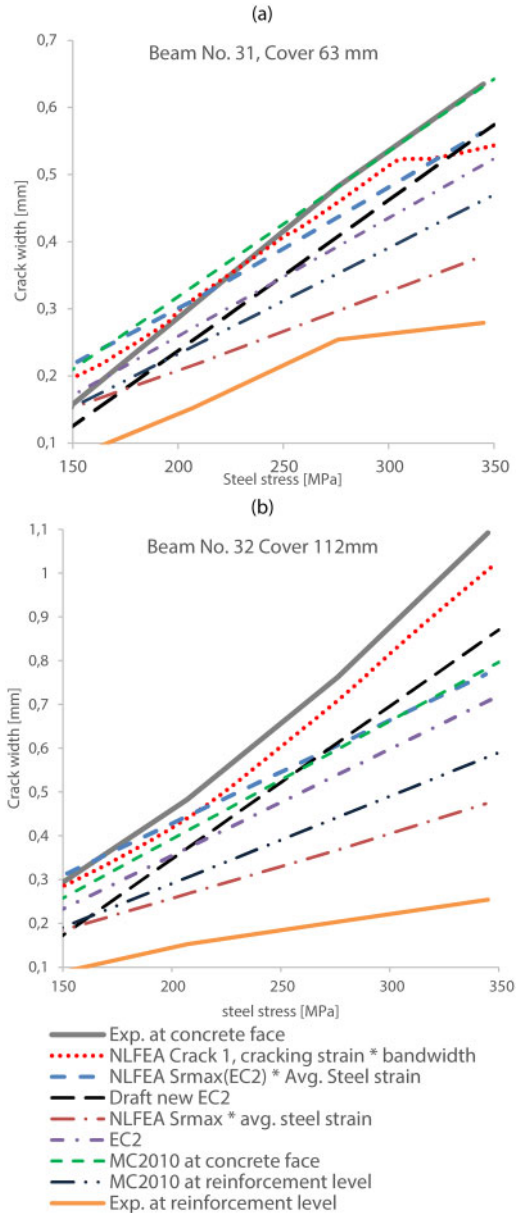 (a)
Beam No. 31, Cover 63 mm
Crack width [mm]
0,7
0,6
0,5
0,4
0,3
0,2
0,1
150
200
250
300
350
Steel stress [MPa]
(b)
Beam No. 32 Cover 112mm
Crack width [mm]
1,1
1
0,9
0,8
0,7
0,6
0,5
0,4
0,3
0,2
0,1
150
200
250
300
350
steel stress [MPa]
Exp. at concrete face
NLFEA Crack 1, cracking strain * bandwidth
NLFEA Srmax(EC2) * Avg. Steel strain
Draft new EC2
NLFEA Srmax * avg. steel strain
EC2
MC2010 at concrete face
MC2010 at reinforcement level
Exp. at reinforcement level